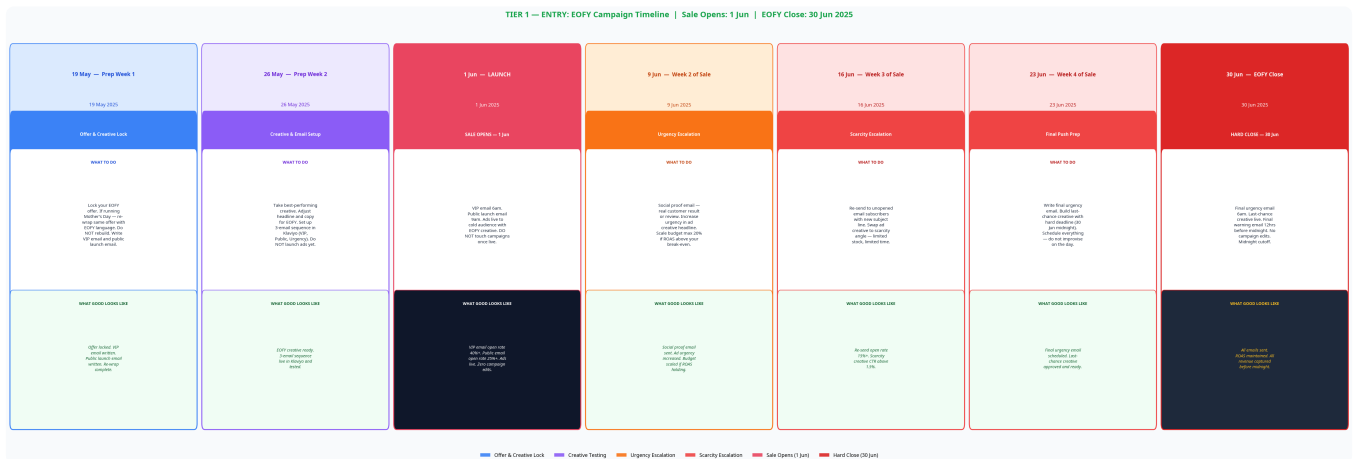 TIER 1 — ENTRY: EOFY Campaign Timeline | Sale Opens: 1 Jun | EOFY Close: 30 Jun 2025
19 May — Prep Week 1
19 May 2025
Offer & Creative Lock
WHAT TO DO
Lock your EOFY
offer. If running
Mother's Day — re-
wrap same offer with
EOFY language. Do
NOT rebuild. Write
VIP email and public
launch email.
WHAT GOOD LOOKS LIKE
Offer locked. VIP
email written.
Public launch email
written. Re-wrap
complete.
26 May — Prep Week 2
26 May 2025
Creative & Email Setup
WHAT TO DO
Take best-performing
creative. Adjust
headline and copy
for EOFY. Set up
3-email sequence in
Klaviyo (VIP,
Public, Urgency). Do
NOT launch ads yet.
WHAT GOOD LOOKS LIKE
EOFY creative ready.
3-email sequence
live in Klaviyo and
tested.
1 Jun — LAUNCH
1 Jun 2025
SALE OPENS — 1 Jun
VIP email 6am.
Public launch email
9am. Ads live to
cold audience with
EOFY creative. DO
NOT touch campaigns
once live.
WHAT GOOD LOOKS LIKE
VIP email open rate
40%+. Public email
open rate 25%+. Ads
live. Zero campaign
edits.
9 Jun — Week 2 of Sale
9 Jun 2025
Urgency Escalation
WHAT TO DO
Social proof email —
real customer result
or review. Increase
urgency in ad
creative headline.
Scale budget max 20%
if ROAS above your
break-even.
WHAT GOOD LOOKS LIKE
Social proof email
sent. Ad urgency
increased. Budget
scaled if ROAS
holding.
16 Jun — Week 3 of Sale
16 Jun 2025
Scarcity Escalation
WHAT TO DO
Re-send to unopened
email subscribers
with new subject
line. Swap ad
creative to scarcity
angle — limited
stock, limited time.
WHAT GOOD LOOKS LIKE
Re-send open rate
15%+. Scarcity
creative CTR above
1.5%.
23 Jun — Week 4 of Sale
23 Jun 2025
Final Push Prep
WHAT TO DO
Write final urgency
email. Build last-
chance creative with
hard deadline (30
Jun midnight).
Schedule everything
— do not improvise
on the day.
WHAT GOOD LOOKS LIKE
Final urgency email
scheduled. Last-
chance creative
approved and ready.
30 Jun — EOFY Close
30 Jun 2025
HARD CLOSE — 30 Jun
Final urgency email
6am. Last-chance
creative live. Final
warning email 12hrs
before midnight. No
campaign edits.
Midnight cutoff.
WHAT GOOD LOOKS LIKE
All emails sent.
ROAS maintained. All
revenue captured
before midnight.
Offer & Creative Lock
Creative Testing
Urgency Escalation
Scarcity Escalation
Sale Opens (1 Jun)
Hard Close (30 Jun)